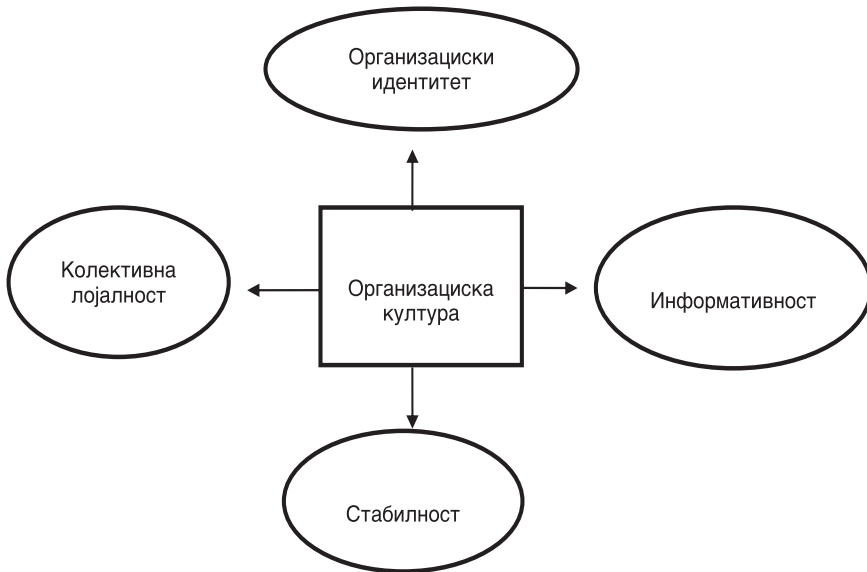 Организациски
идентитет
Колективна
лојалност
Организациска
култура
Информативност
Стабилност